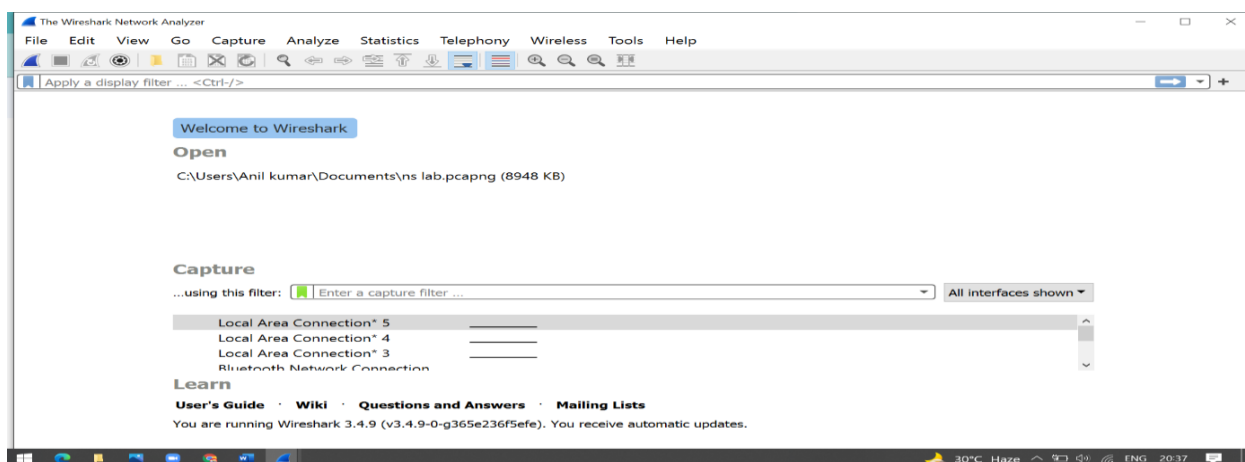 The Wireshark Network Analyzer
File Edit View Go Capture Analyze Statistics Telephony Wireless Tools Help
Apply a display filter ... <Ctrl-/>
Welcome to Wireshark
Open
C:\Users\Anil kumar\Documents\ns lab.pcapng (8948 KB)
Capture
...using this filter: Enter a capture filter ... All interfaces shown
Local Area Connection* 5
Local Area Connection* 4
Local Area Connection* 3
Bluetooth Network Connection
Learn
User's Guide · Wiki · Questions and Answers · Mailing Lists
You are running Wireshark 3.4.9 (v3.4.9-0-g365e236f5efe). You receive automatic updates.
30°C Haze ENG 20:37